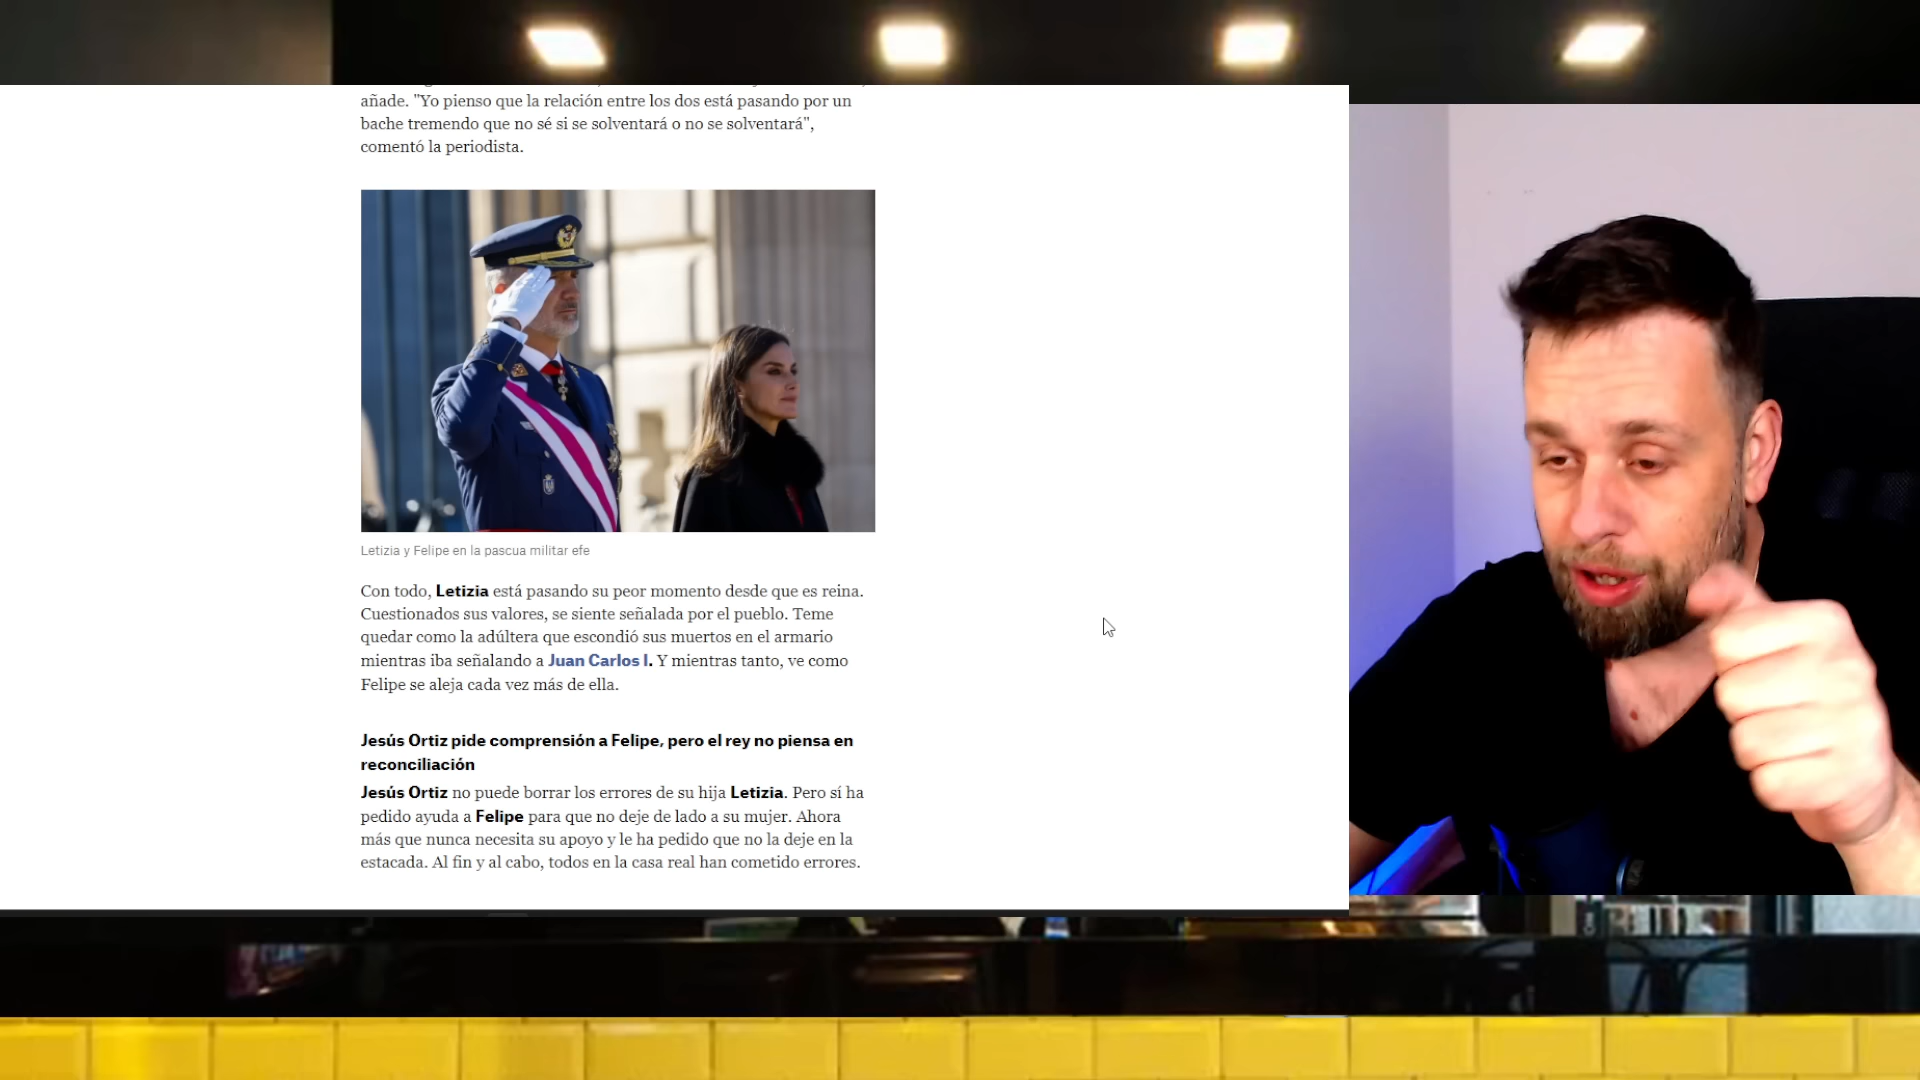 añade. "Yo pienso que la relación entre los dos está pasando por un
bache tremendo que no sé si se solventará o no se solventará",
comentó la periodista.
Letizia y Felipe en la pascua militar efe
Con todo, Letizia está pasando su peor momento desde que es reina.
Cuestionados sus valores, se siente señalada por el pueblo. Teme
quedar como la adúltera que escondió sus muertos en el armario
mientras iba señalando a Juan Carlos I. Y mientras tanto, ve como
Felipe se aleja cada vez más de ella.
Jesús Ortiz pide comprensión a Felipe, pero el rey no piensa en
reconciliación
Jesús Ortiz no puede borrar los errores de su hija Letizia. Pero sí ha
pedido ayuda a Felipe para que no deje de lado a su mujer. Ahora
más que nunca necesita su apoyo y le ha pedido que no la deje en la
estacada. Al fin y al cabo, todos en la casa real han cometido errores.